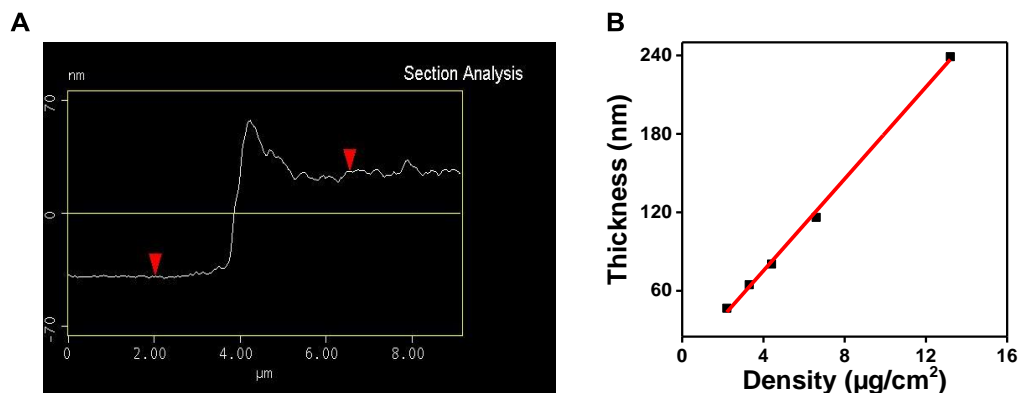 A
nm
Section Analysis
70
0
-70
0
2.00
4.00
6.00
8.00
μm
B
Thickness (nm)
240
180
120
60
0
4
8
12
16
Density (μg/cm²)